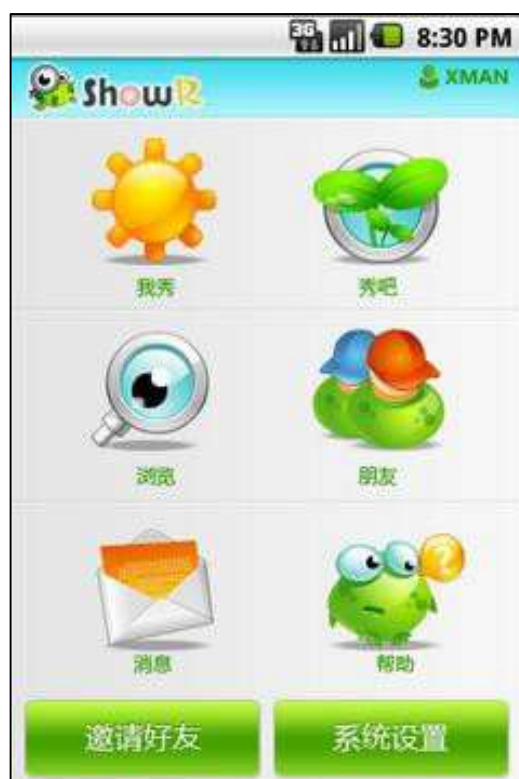 3G 8:30 PM
ShowR XMAN
我秀 秀吧
浏览 朋友
消息 帮助
邀请好友 系统设置